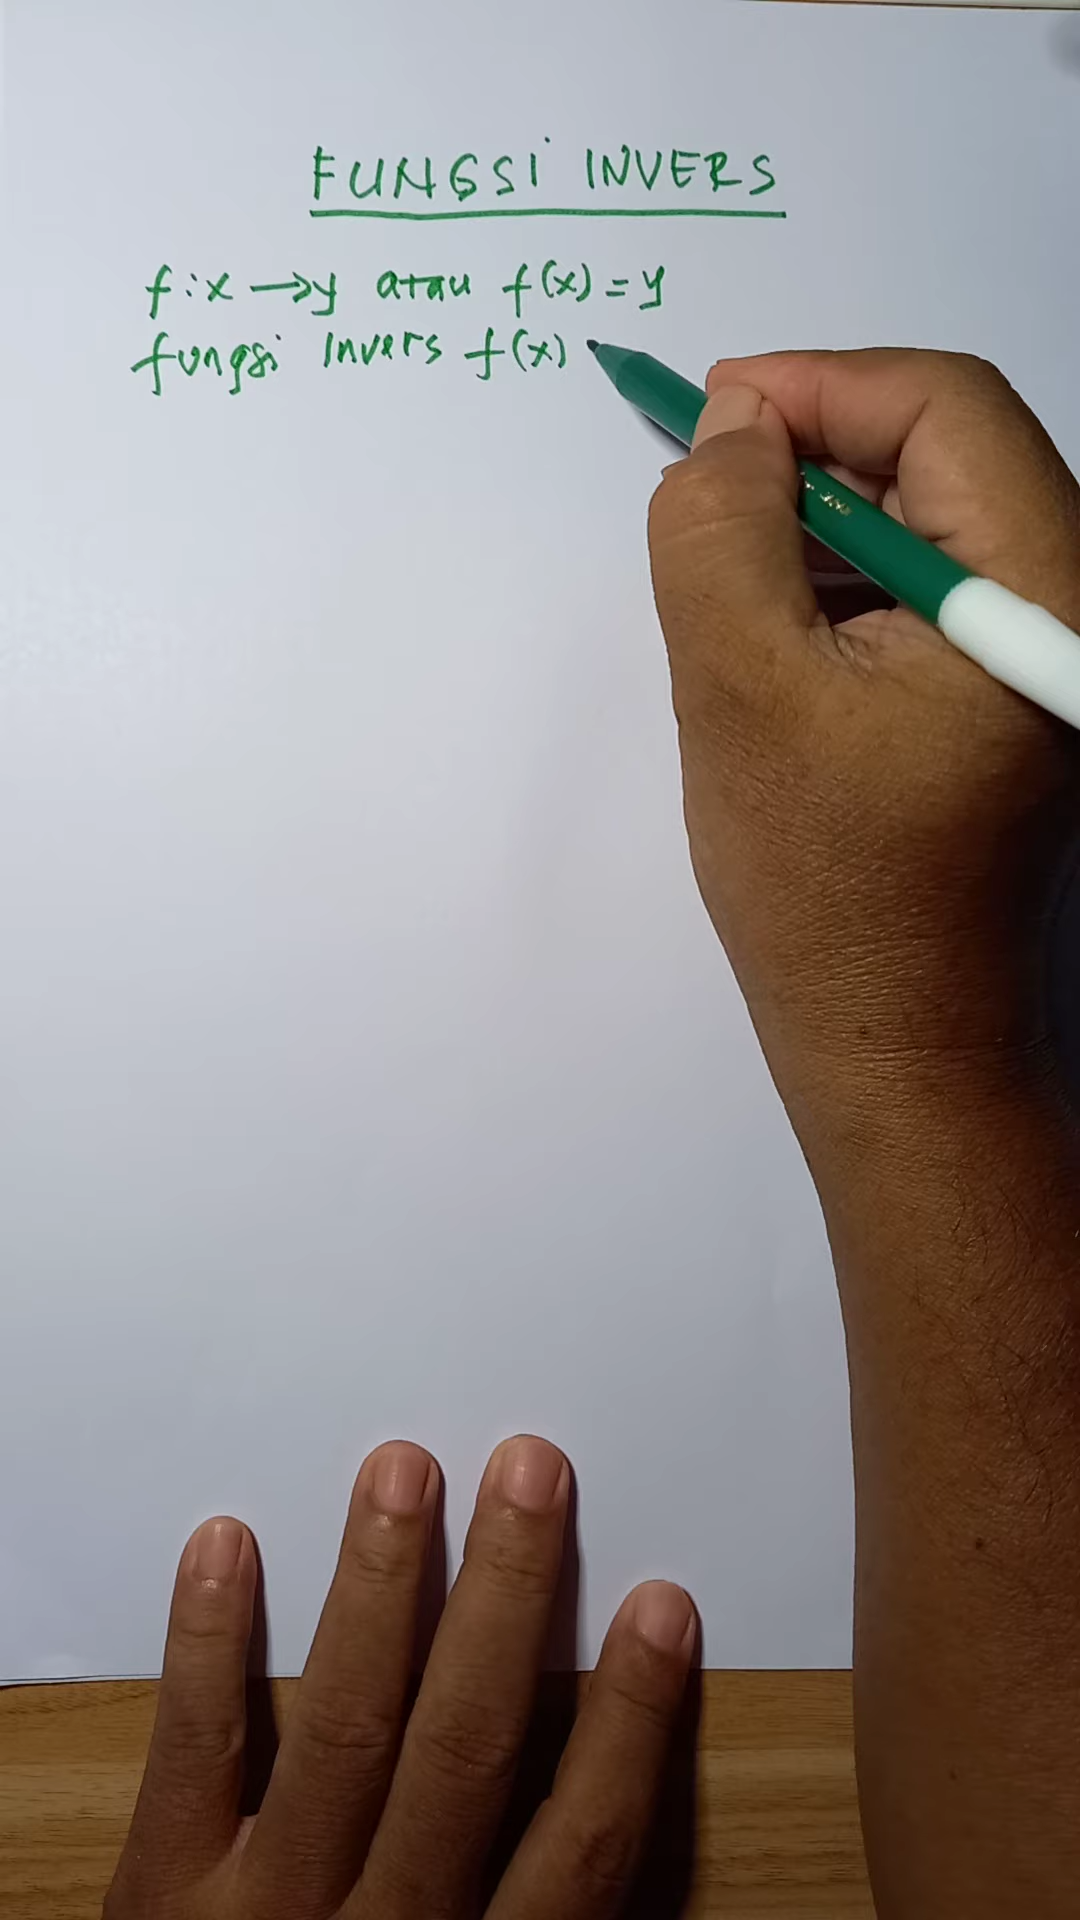 FUNGSI INVERS
f : x → y atau f(x) = y
fungsi invers f(x)